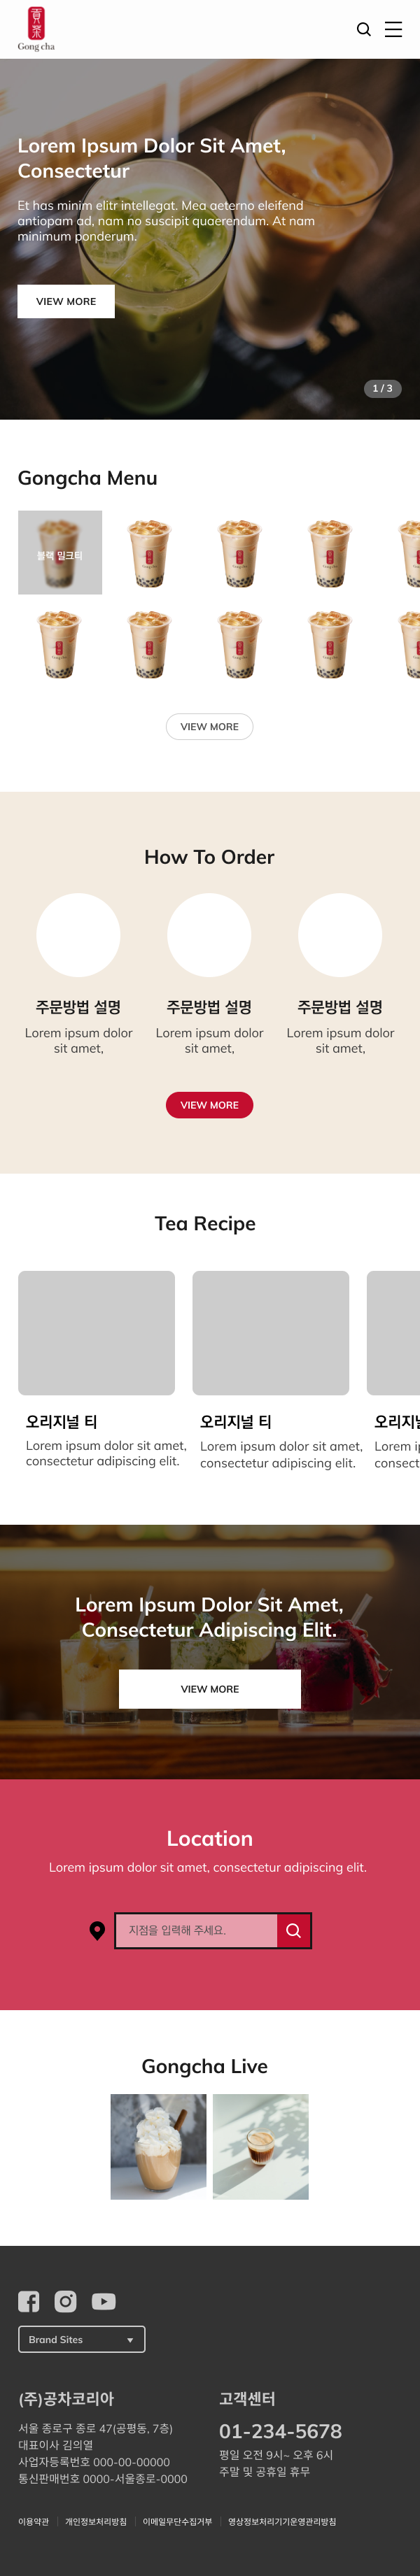 貢茶
Gong cha
Lorem Ipsum Dolor Sit Amet,
Consectetur
Et has minim elitr intellegat. Mea aeterno eleifend
antiopam ad, nam no suscipit quaerendum. At nam
minimum ponderum.
VIEW MORE
1 / 3
Gongcha Menu
블랙 밀크티
VIEW MORE
How To Order
주문방법 설명
주문방법 설명
주문방법 설명
Lorem ipsum dolor
sit amet,
Lorem ipsum dolor
sit amet,
Lorem ipsum dolor
sit amet,
VIEW MORE
Tea Recipe
오리지널 티
Lorem ipsum dolor sit amet,
consectetur adipiscing elit.
오리지널 티
Lorem ipsum dolor sit amet,
consectetur adipiscing elit.
오리지널
Lorem ip
consect
Lorem Ipsum Dolor Sit Amet,
Consectetur Adipiscing Elit.
VIEW MORE
Location
Lorem ipsum dolor sit amet, consectetur adipiscing elit.
지점을 입력해 주세요.
Gongcha Live
Brand Sites
(주)공차코리아
서울 종로구 종로 47(공평동, 7층)
대표이사 김의열
사업자등록번호 000-00-00000
통신판매번호 0000-서울종로-0000
고객센터
01-234-5678
평일 오전 9시~ 오후 6시
주말 및 공휴일 휴무
이용약관
개인정보처리방침
이메일무단수집거부
영상정보처리기기운영관리방침